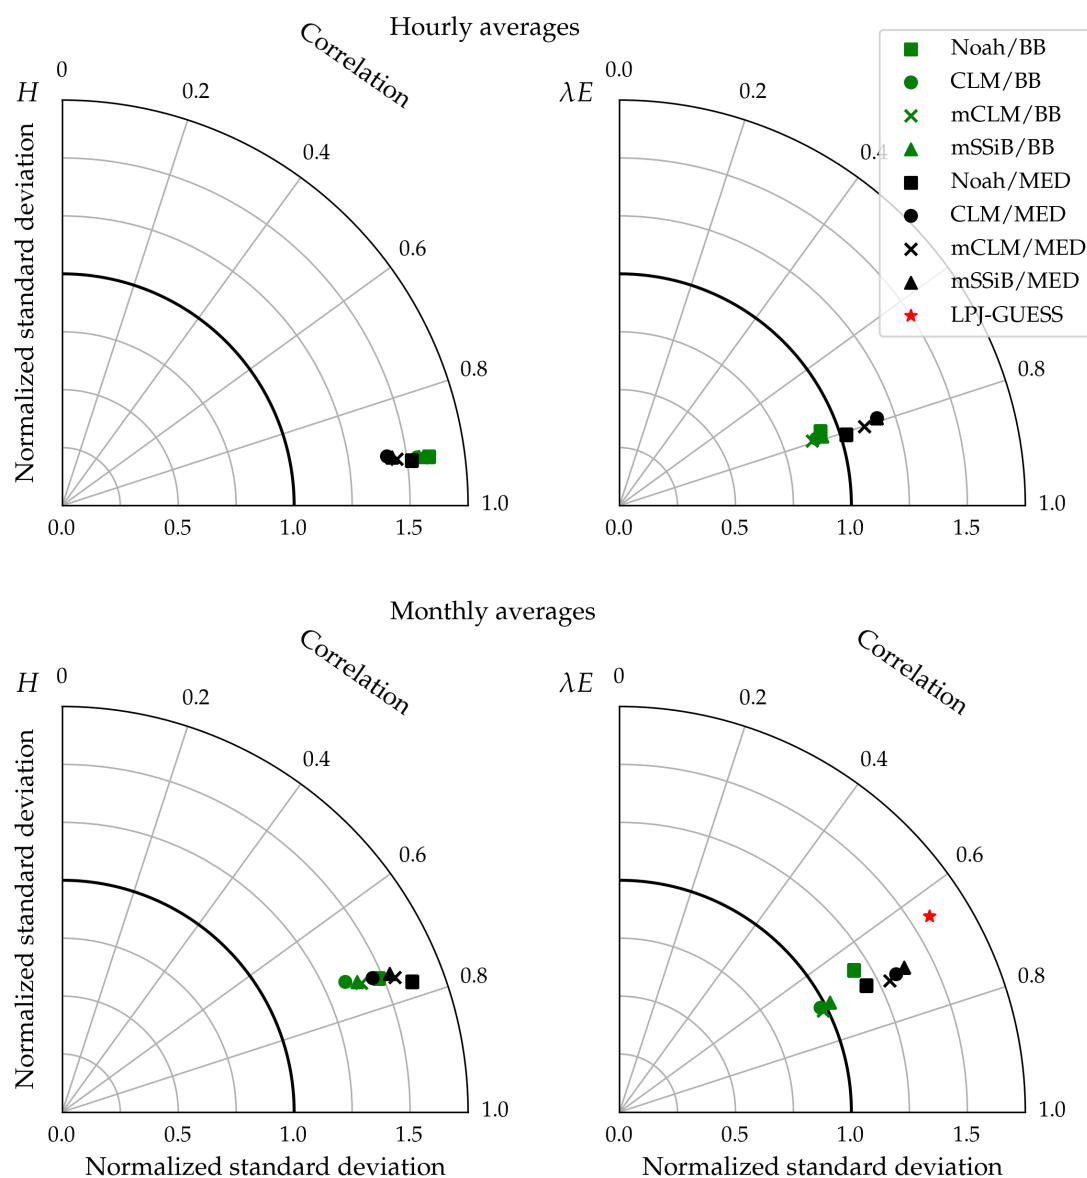 Hourly averages
Correlation
H
0
0.2
0.4
0.6
0.8
1.0
Normalized standard deviation
0.0
0.5
1.0
1.5
λE
0.0
0.2
0.4
0.8
1.0
0.0
0.5
1.0
1.5
Noah/BB
CLM/BB
mCLM/BB
mSSiB/BB
Noah/MED
CLM/MED
mCLM/MED
mSSiB/MED
LPJ-GUESS
Monthly averages
Correlation
H
0
0.2
0.4
0.6
0.8
1.0
Normalized standard deviation
0.0
0.5
1.0
1.5
Normalized standard deviation
Correlation
λE
0
0.2
0.4
0.6
0.8
1.0
0.0
0.5
1.0
1.5
Normalized standard deviation